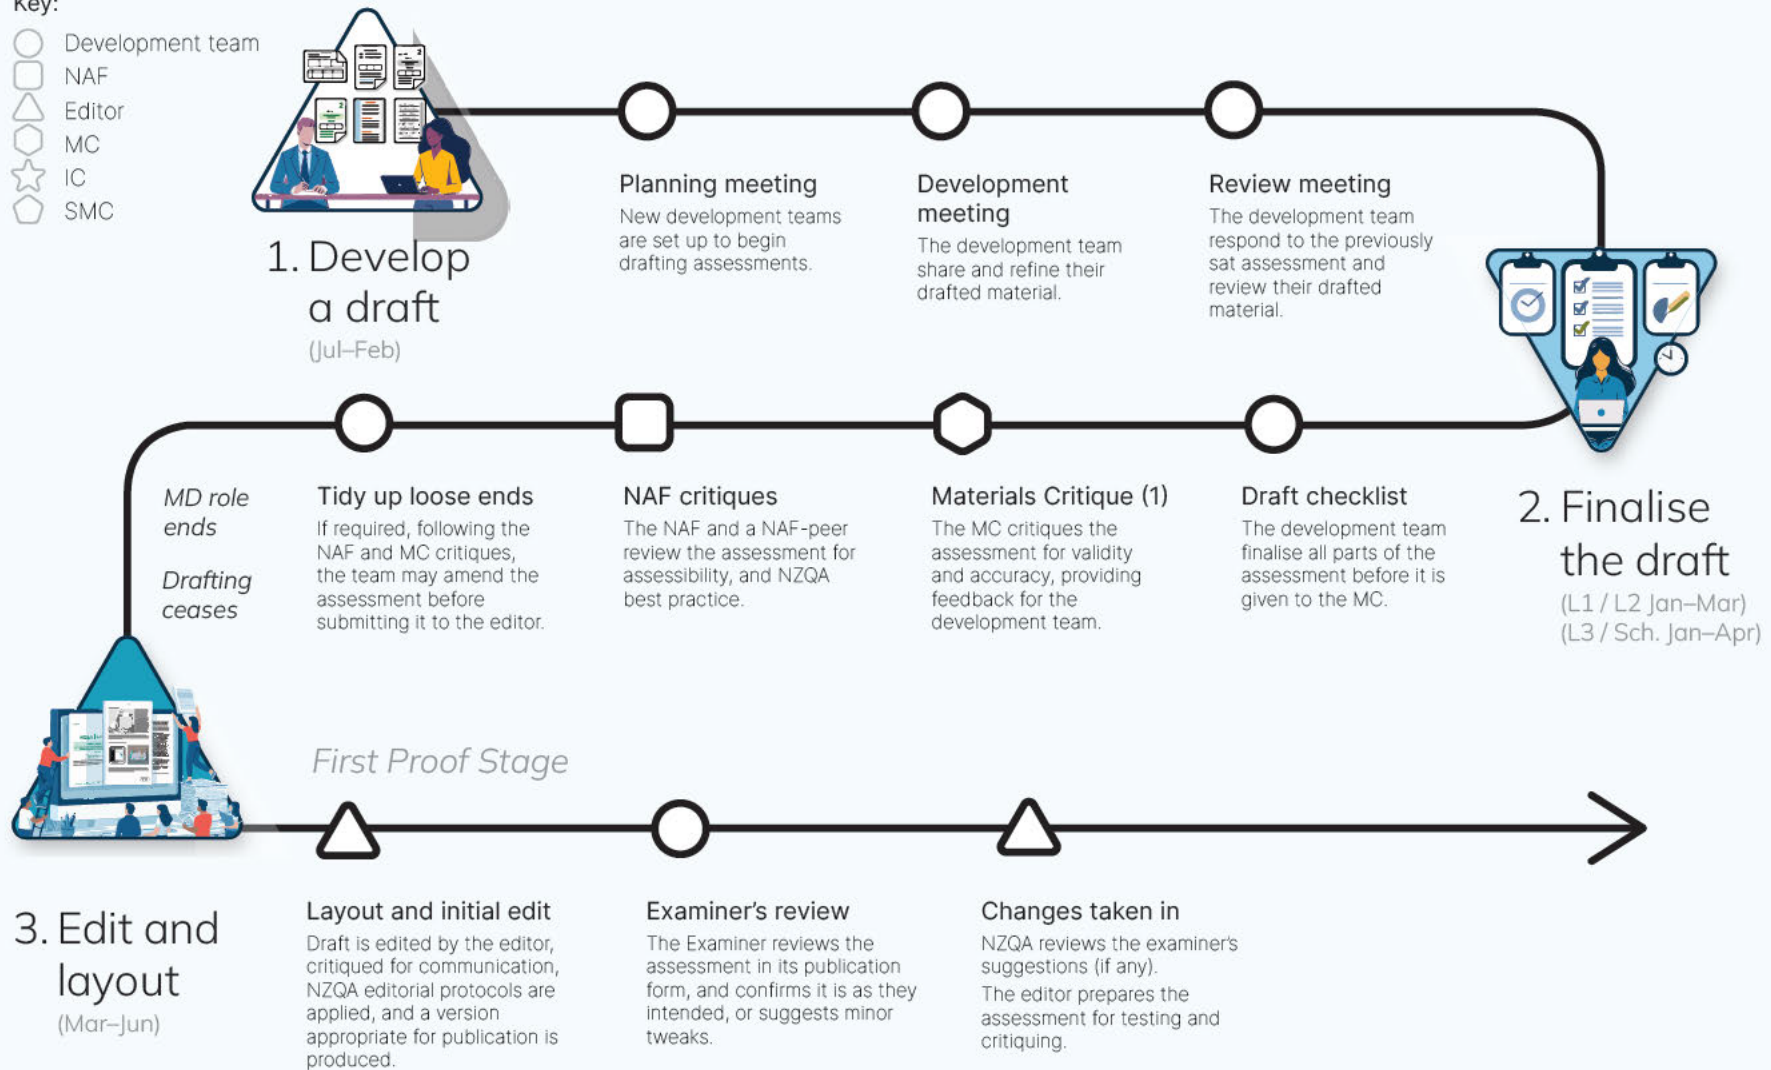 Key:
Development team
NAF
Editor
MC
IC
SMC
1. Develop
a draft
(Jul–Feb)
Planning meeting
New development teams
are set up to begin
drafting assessments.
Development
meeting
The development team
share and refine their
drafted material.
Review meeting
The development team
respond to the previously
sat assessment and
review their drafted
material.
2. Finalise
the draft
(L1 / L2 Jan–Mar)
(L3 / Sch. Jan–Apr)
Draft checklist
The development team
finalise all parts of the
assessment before it is
given to the MC.
Materials Critique (1)
The MC critiques the
assessment for validity
and accuracy, providing
feedback for the
development team.
NAF critiques
The NAF and a NAF-peer
review the assessment for
assessibility, and NZQA
best practice.
Tidy up loose ends
If required, following the
NAF and MC critiques,
the team may amend the
assessment before
submitting it to the editor.
MD role
ends
Drafting
ceases
3. Edit and
layout
(Mar–Jun)
First Proof Stage
Layout and initial edit
Draft is edited by the editor,
critiqued for communication,
NZQA editorial protocols are
applied, and a version
appropriate for publication is
produced.
Examiner's review
The Examiner reviews the
assessment in its publication
form, and confirms it is as they
intended, or suggests minor
tweaks.
Changes taken in
NZQA reviews the examiner's
suggestions (if any).
The editor prepares the
assessment for testing and
critiquing.